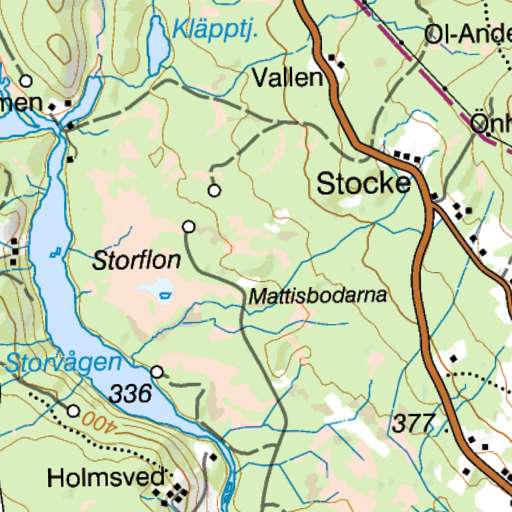 Kläpptj.
Ol-Ande
Vallen
men
Önh
Stocke
Storflon
Mattisbodarna
Storvågen
336
400
377
Holmsved